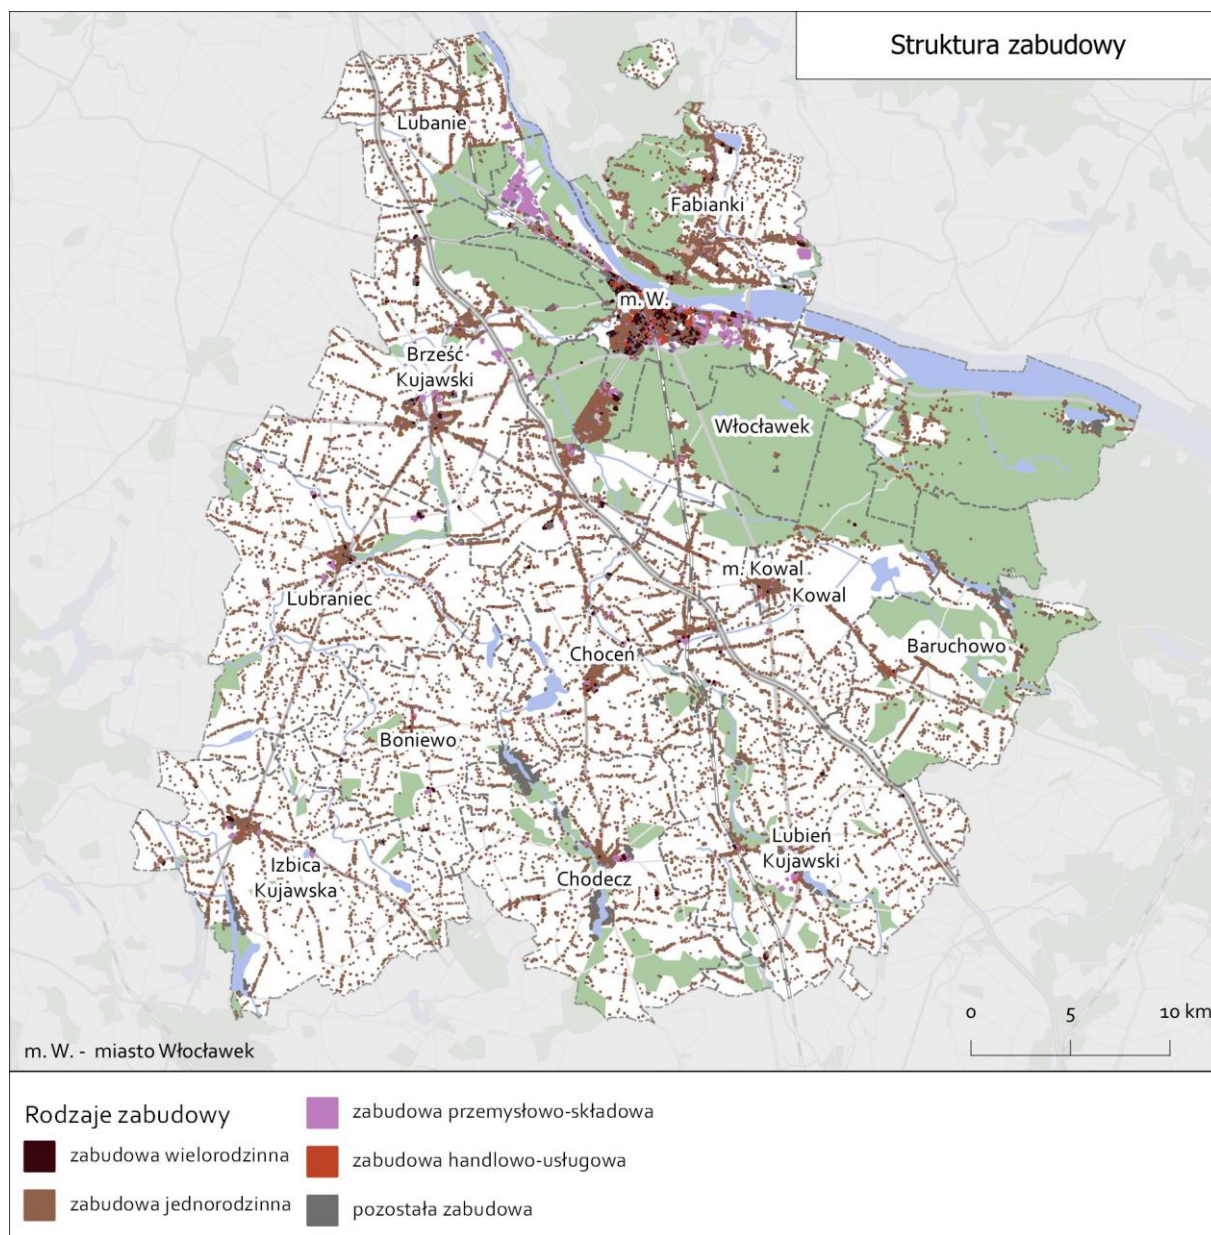 Struktura zabudowy
Lubanie
Fabianki
m. W.
Brześć
Kujawski
Włocławek
m. Kowal
Kowal
Lubraniec
Choceń
Baruchowo
Boniewo
Lubień
Kujawski
Izbica
Kujawska
Chodecz
0 5 10 km
m. W. - miasto Włocławek
Rodzaje zabudowy
zabudowa wielorodzinna
zabudowa jednorodzinna
zabudowa przemysłowo-składowa
zabudowa handlowo-usługowa
pozostała zabudowa